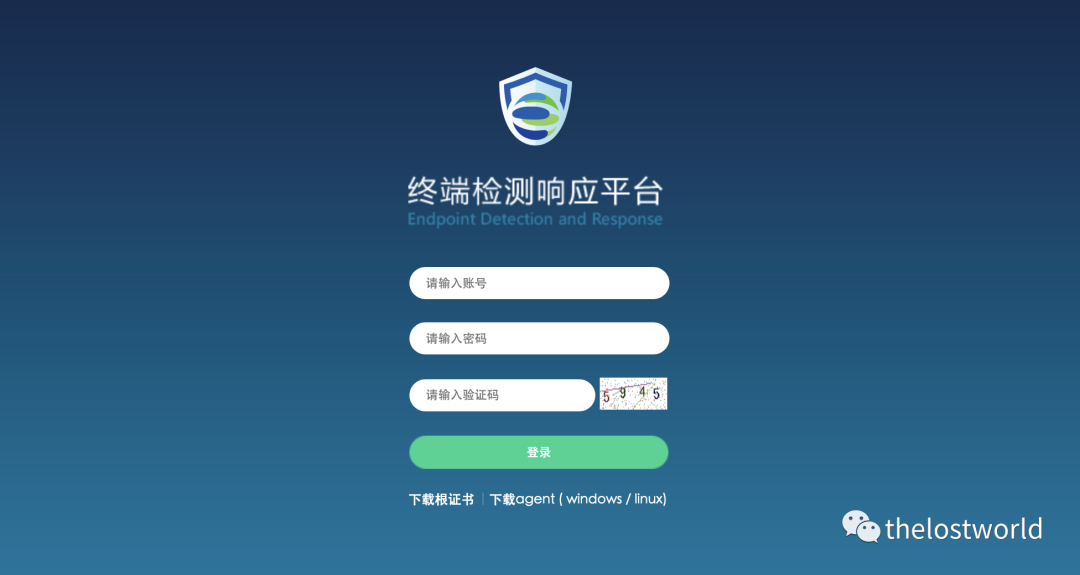 终端检测响应平台
Endpoint Detection and Response
请输入账号
请输入密码
请输入验证码
5945
登录
下载根证书 | 下载agent ( windows / linux)
thelostworld